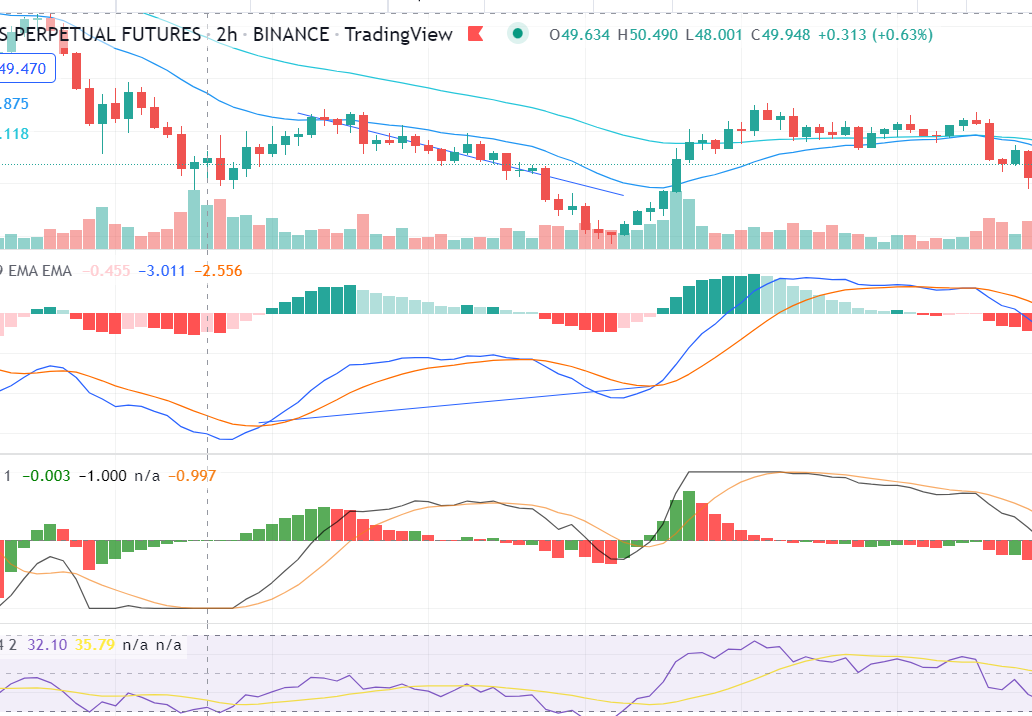 S PERPETUAL FUTURES · 2h · BINANCE · TradingView O49.634 H50.490 L48.001 C49.948 +0.313 (+0.63%)
49.470
.875
.118
9 EMA EMA −0.455 −3.011 −2.556
1 −0.003 −1.000 n/a −0.997
4 2 32.10 35.79 n/a n/a